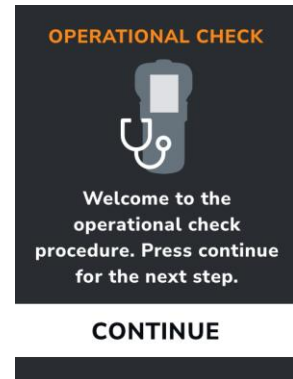 OPERATIONAL CHECK
Welcome to the
operational check
procedure. Press continue
for the next step.
CONTINUE